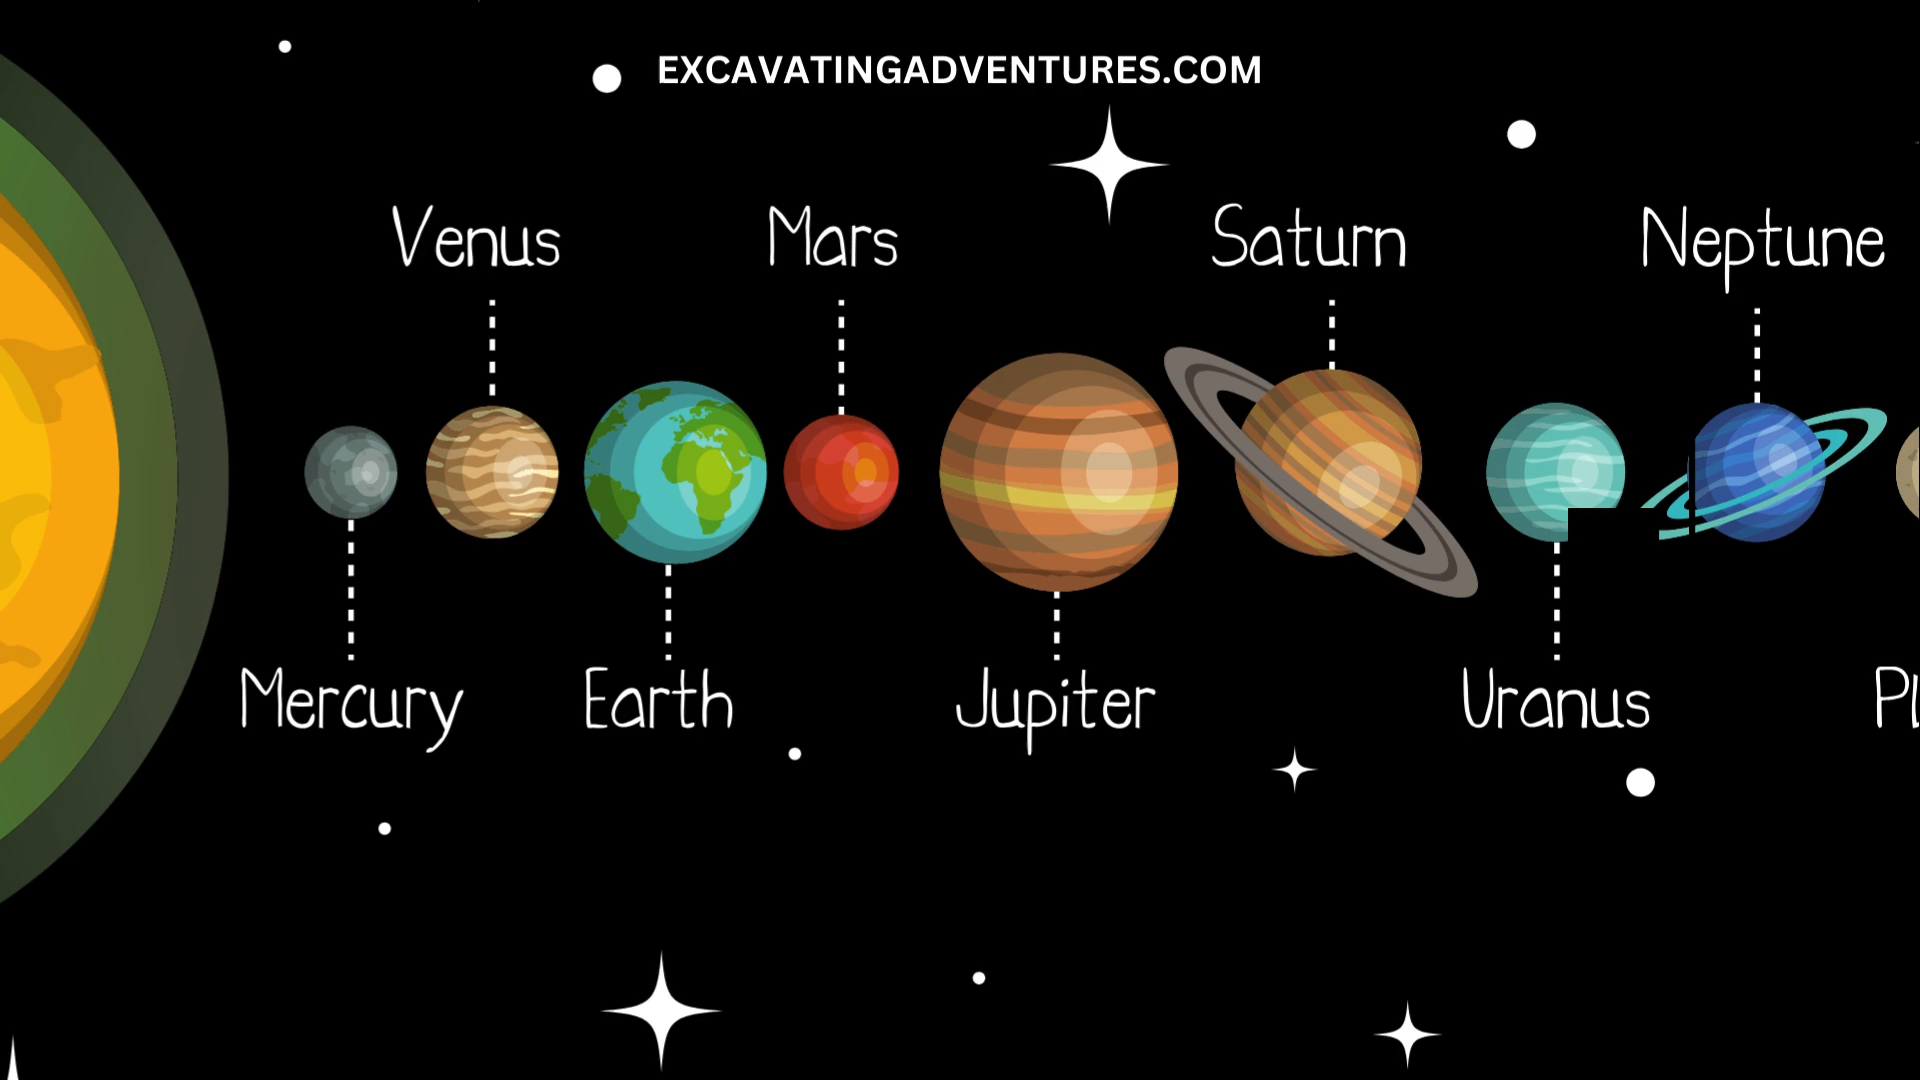 EXCAVATINGADVENTURES.COM
Venus
Mars
Saturn
Neptune
Mercury
Earth
Jupiter
Uranus